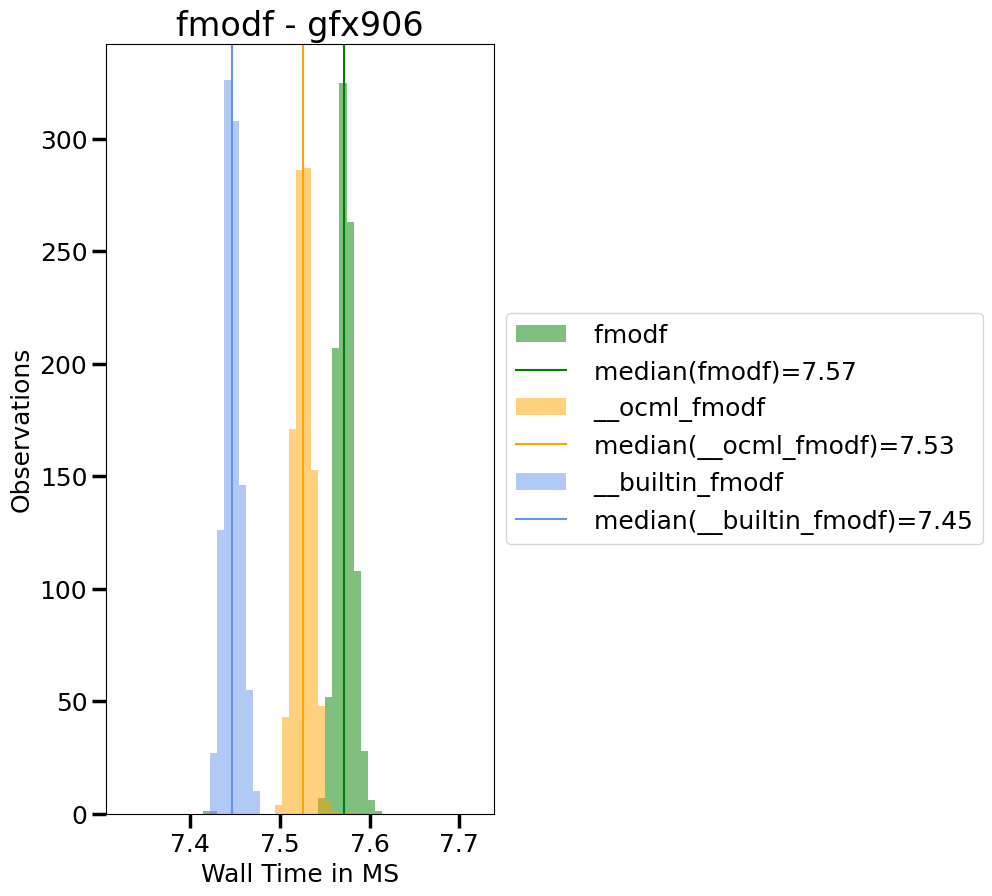 fmodf - gfx906
300
250
200
150
100
50
0
Observations
7.4 7.5 7.6 7.7
Wall Time in MS
fmodf
median(fmodf)=7.57
__ocml_fmodf
median(__ocml_fmodf)=7.53
__builtin_fmodf
median(__builtin_fmodf)=7.45